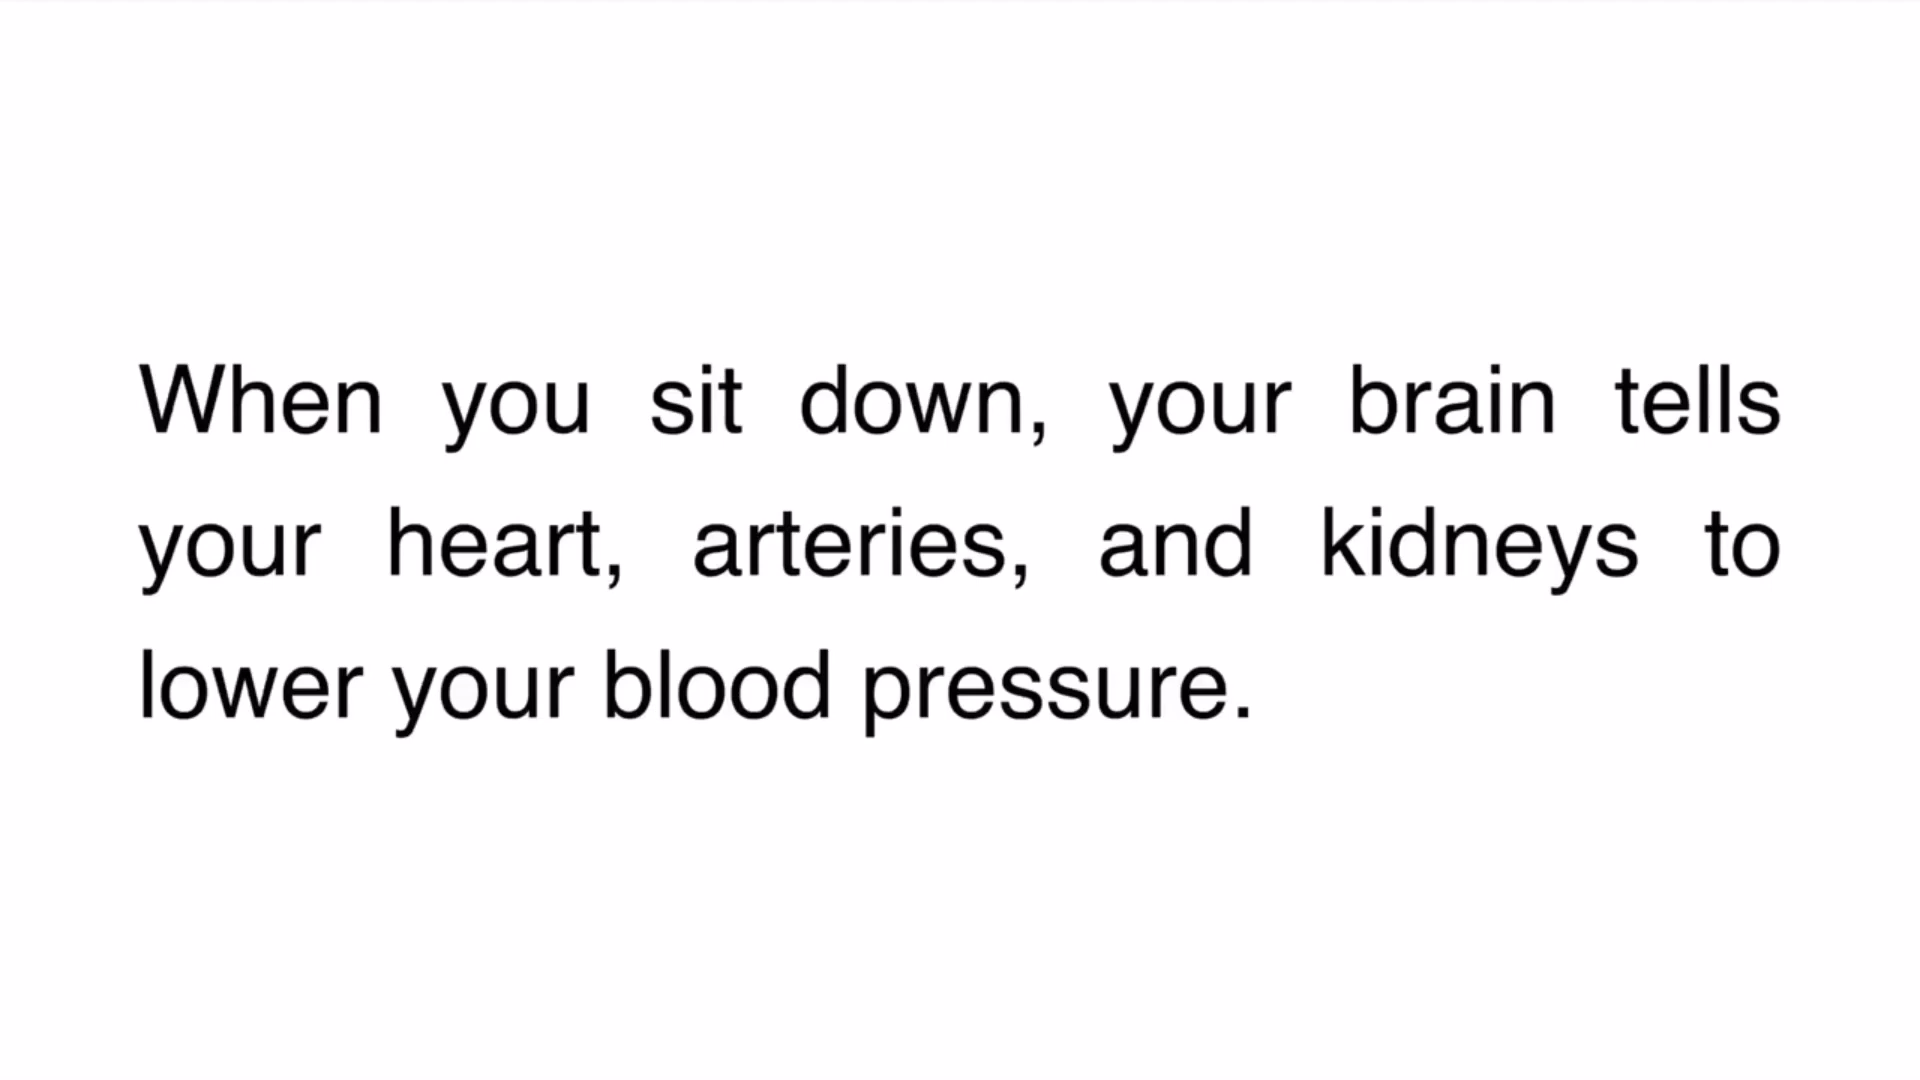 When you sit down, your brain tells
your heart, arteries, and kidneys to
lower your blood pressure.